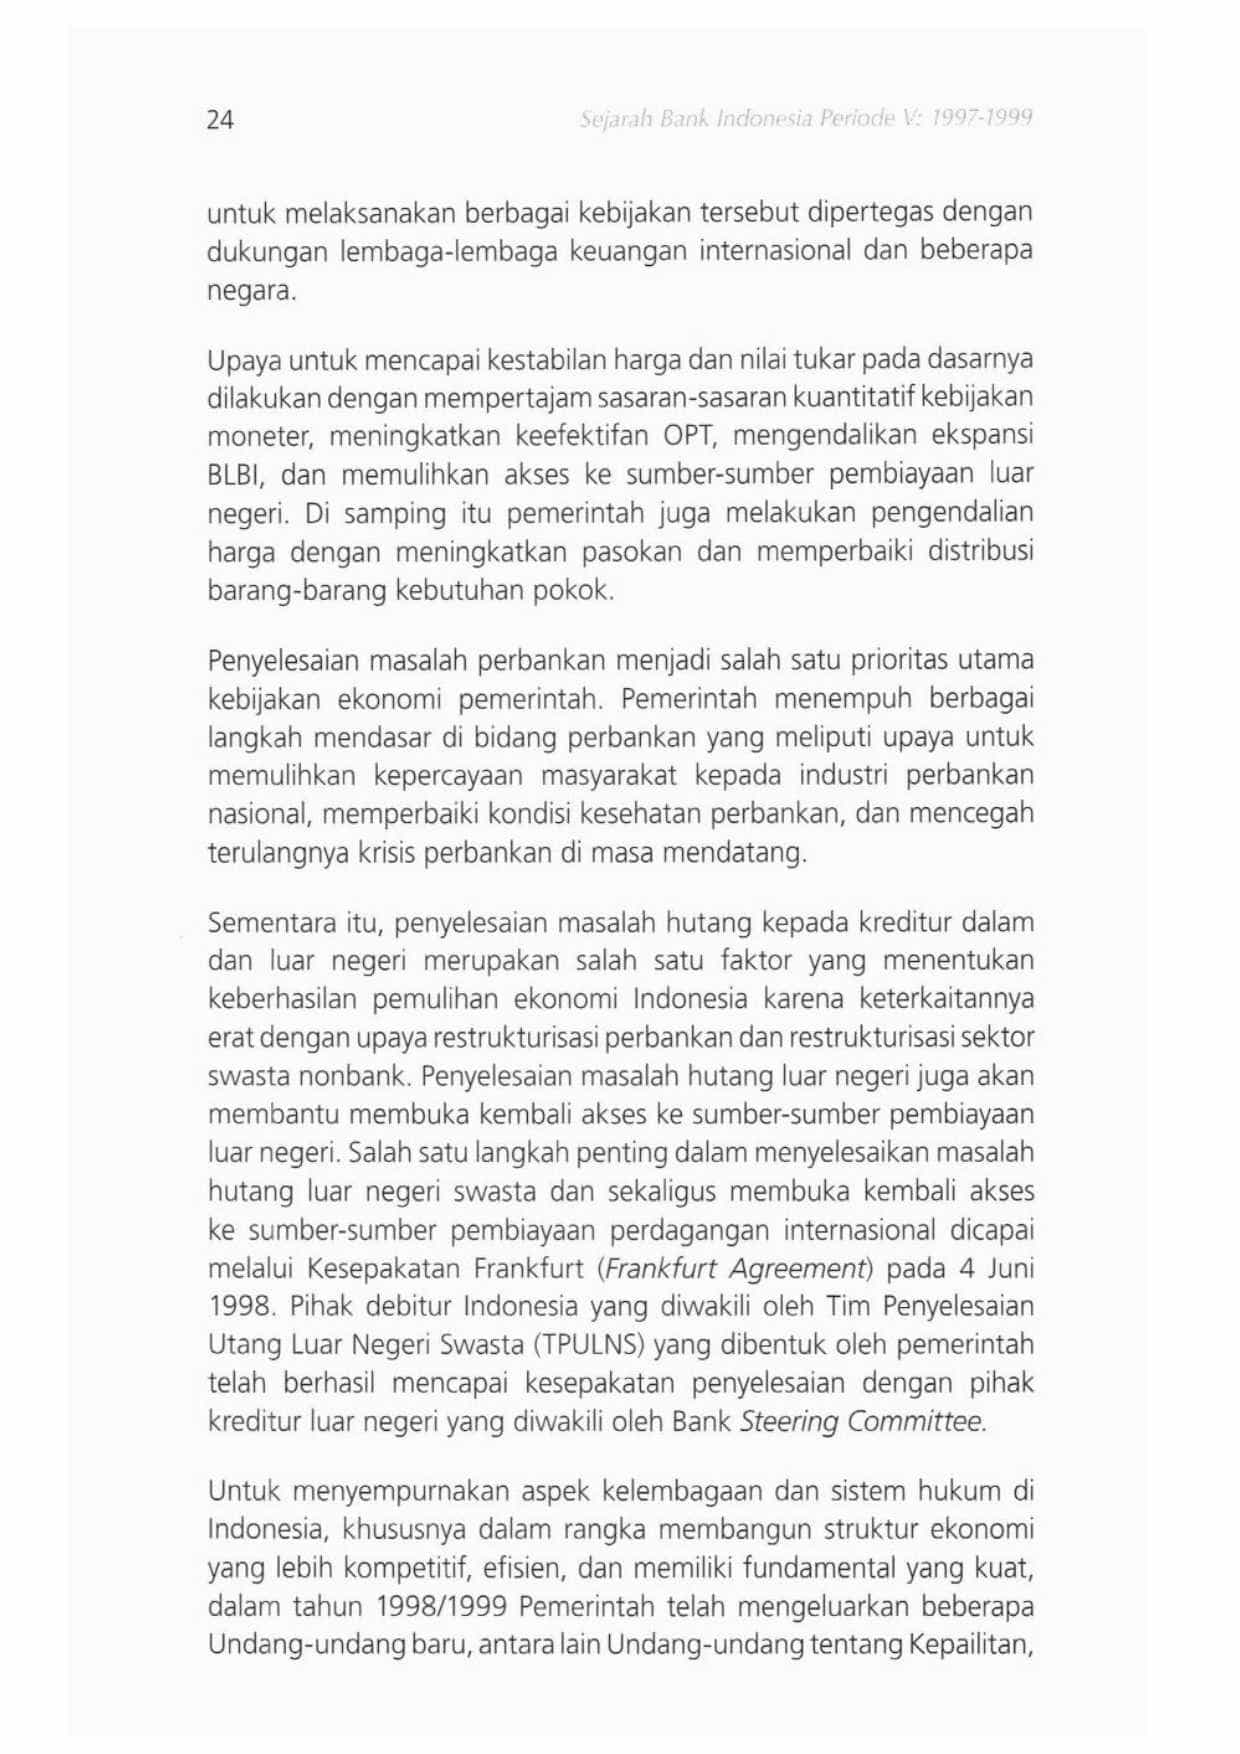 24
Sejarah Bank Indonesia Periode V: 1997-1999
untuk melaksanakan berbagai kebijakan tersebut dipertegas dengan
dukungan lembaga-lembaga keuangan internasional dan beberapa
negara.
Upaya untuk mencapai kestabilan harga dan nilai tukar pada dasarnya
dilakukan dengan mempertajam sasaran-sasaran kuantitatif kebijakan
moneter, meningkatkan keefektifan OPT, mengendalikan ekspansi
BLBI, dan memulihkan akses ke sumber-sumber pembiayaan luar
negeri. Di samping itu pemerintah juga melakukan pengendalian
harga dengan meningkatkan pasokan dan memperbaiki distribusi
barang-barang kebutuhan pokok.
Penyelesaian masalah perbankan menjadi salah satu prioritas utama
kebijakan ekonomi pemerintah. Pemerintah menempuh berbagai
langkah mendasar di bidang perbankan yang meliputi upaya untuk
memulihkan kepercayaan masyarakat kepada industri perbankan
nasional, memperbaiki kondisi kesehatan perbankan, dan mencegah
terulangnya krisis perbankan di masa mendatang.
Sementara itu, penyelesaian masalah hutang kepada kreditur dalam
dan luar negeri merupakan salah satu faktor yang menentukan
keberhasilan pemulihan ekonomi Indonesia karena keterkaitannya
erat dengan upaya restrukturisasi perbankan dan restrukturisasi sektor
swasta nonbank. Penyelesaian masalah hutang luar negeri juga akan
membantu membuka kembali akses ke sumber-sumber pembiayaan
luar negeri. Salah satu langkah penting dalam menyelesaikan masalah
hutang luar negeri swasta dan sekaligus membuka kembali akses
ke sumber-sumber pembiayaan perdagangan internasional dicapai
melalui Kesepakatan Frankfurt (Frankfurt Agreement) pada 4 Juni
1998. Pihak debitur Indonesia yang diwakili oleh Tim Penyelesaian
Utang Luar Negeri Swasta (TPULNS) yang dibentuk oleh pemerintah
telah berhasil mencapai kesepakatan penyelesaian dengan pihak
kreditur luar negeri yang diwakili oleh Bank Steering Committee.
Untuk menyempurnakan aspek kelembagaan dan sistem hukum di
Indonesia, khususnya dalam rangka membangun struktur ekonomi
yang lebih kompetitif, efisien, dan memiliki fundamental yang kuat,
dalam tahun 1998/1999 Pemerintah telah mengeluarkan beberapa
Undang-undang baru, antara lain Undang-undang tentang Kepailitan,